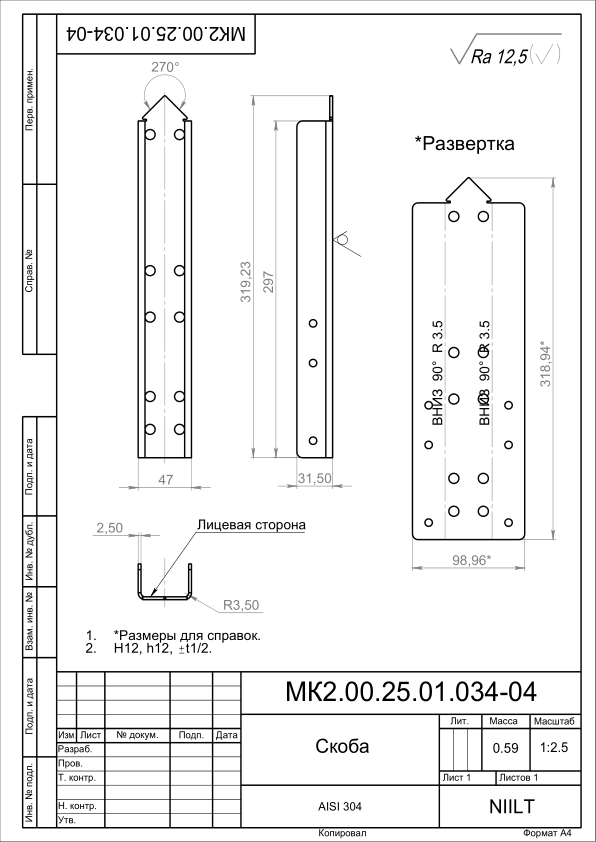 МК2.00.25.01.034-04
Ra 12,5(√)
270°
*Развертка
319,23
297
318,94*
ВНИЗ 90° R 3.5
ВНИЗ 90° R 3.5
47
31,50
98,96*
2,50
Лицевая сторона
R3,50
1. *Размеры для справок.
2. H12, h12, ±t1/2.
Перв. примен.
Справ. №
Подп. и дата
Инв. № дубл.
Взам. инв. №
Подп. и дата
Инв. № подл.
МК2.00.25.01.034-04
Изм Лист № докум. Подп. Дата
Разраб.
Пров.
Т. контр.
Н. контр.
Утв.
Скоба
Лит. Масса Масштаб
0.59 1:2.5
Лист 1 Листов 1
AISI 304
NIILT
Копировал Формат А4